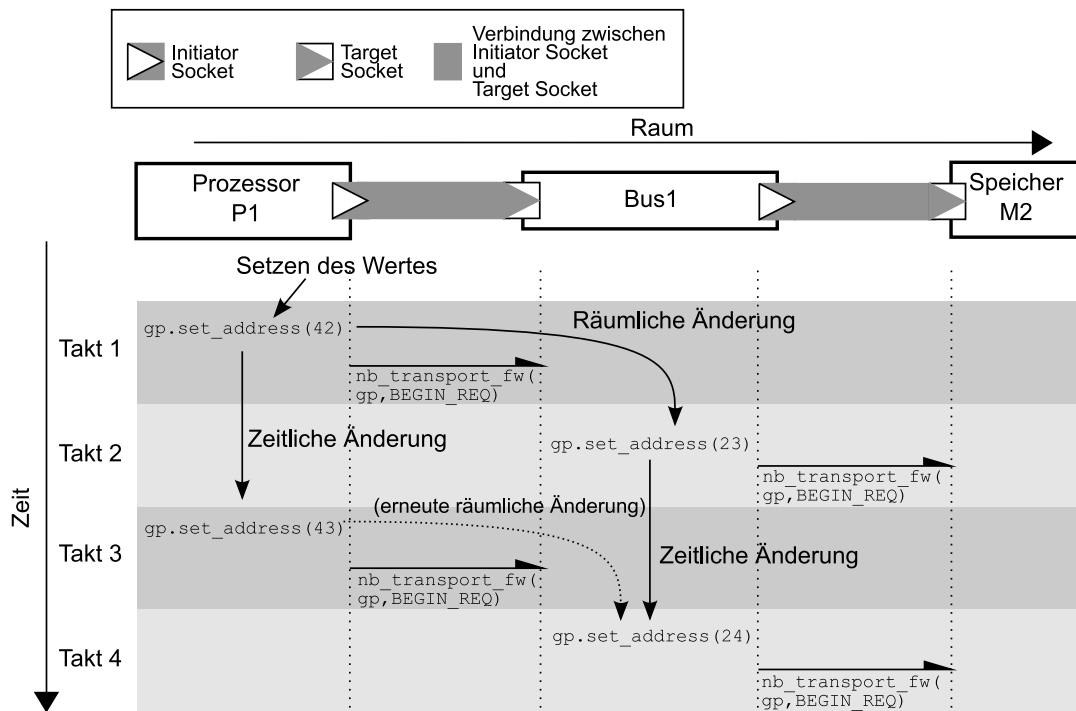 Initiator
Socket
Target
Socket
Verbindung zwischen
Initiator Socket
und
Target Socket
Raum
Prozessor
P1
Bus1
Speicher
M2
Setzen des Wertes
Takt 1
gp.set_address(42)
Räumliche Änderung
nb_transport_fw(
gp,BEGIN_REQ)
Takt 2
Zeitliche Änderung
gp.set_address(23)
nb_transport_fw(
gp,BEGIN_REQ)
Zeit
(erneute räumliche Änderung)
Takt 3
gp.set_address(43)
Zeitliche Änderung
nb_transport_fw(
gp,BEGIN_REQ)
Takt 4
gp.set_address(24)
nb_transport_fw(
gp,BEGIN_REQ)